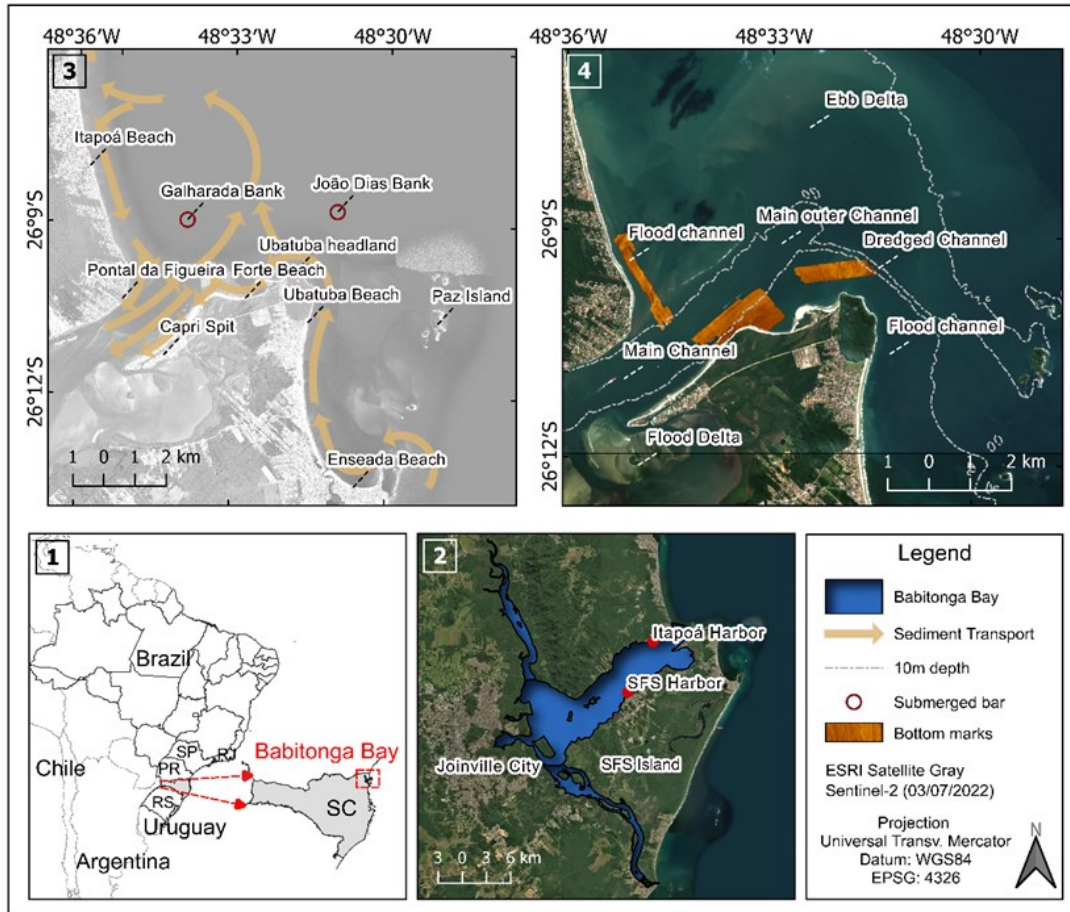 48°36'W 48°33'W 48°30'W
3
Itapoá Beach
Galharada Bank
João Dias Bank
26°9'S
Ubatuba headland
Pontal da Figueira
Forte Beach
Ubatuba Beach
Paz Island
Capri Spit
26°12'S
Enseada Beach
1 0 1 2 km
48°36'W 48°33'W 48°30'W
4
Ebb Delta
26°9'S
Main outer Channel
Flood channel
Dredged Channel
Flood channel
Main Channel
Flood Delta
26°12'S
1 0 1 2 km
1
Brazil
SP
RJ
PR
Babitonga Bay
Chile
SC
RS
Uruguay
Argentina
2
Itapoá Harbor
SFS Harbor
Joinville City
SFS Island
3 0 3 6 km
Legend
Babitonga Bay
Sediment Transport
10m depth
Submerged bar
Bottom marks
ESRI Satellite Gray
Sentinel-2 (03/07/2022)
Projection
Universal Transv. Mercator
Datum: WGS84
EPSG: 4326
N